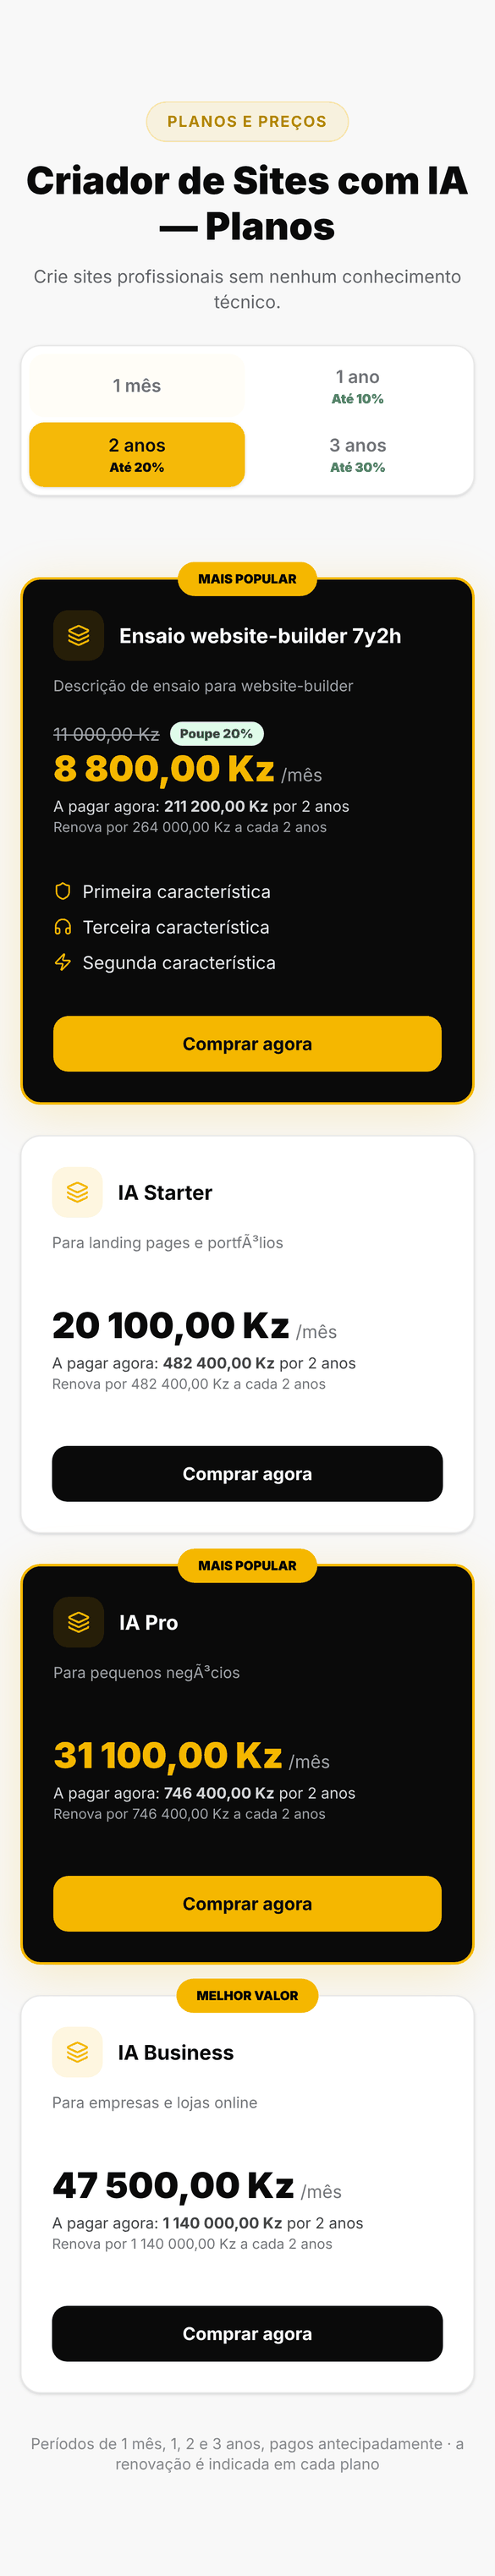 PLANOS E PREÇOS
Criador de Sites com IA
— Planos
Crie sites profissionais sem nenhum conhecimento
técnico.
1 mês
1 ano
Até 10%
2 anos
Até 20%
3 anos
Até 30%
MAIS POPULAR
Ensaio website-builder 7y2h
Descrição de ensaio para website-builder
11 000,00 Kz
Poupe 20%
8 800,00 Kz /mês
A pagar agora: 211 200,00 Kz por 2 anos
Renova por 264 000,00 Kz a cada 2 anos
Primeira característica
Terceira característica
Segunda característica
Comprar agora
IA Starter
Para landing pages e portfÃ³lios
20 100,00 Kz /mês
A pagar agora: 482 400,00 Kz por 2 anos
Renova por 482 400,00 Kz a cada 2 anos
Comprar agora
MAIS POPULAR
IA Pro
Para pequenos negÃ³cios
31 100,00 Kz /mês
A pagar agora: 746 400,00 Kz por 2 anos
Renova por 746 400,00 Kz a cada 2 anos
Comprar agora
MELHOR VALOR
IA Business
Para empresas e lojas online
47 500,00 Kz /mês
A pagar agora: 1 140 000,00 Kz por 2 anos
Renova por 1 140 000,00 Kz a cada 2 anos
Comprar agora
Períodos de 1 mês, 1, 2 e 3 anos, pagos antecipadamente · a
renovação é indicada em cada plano